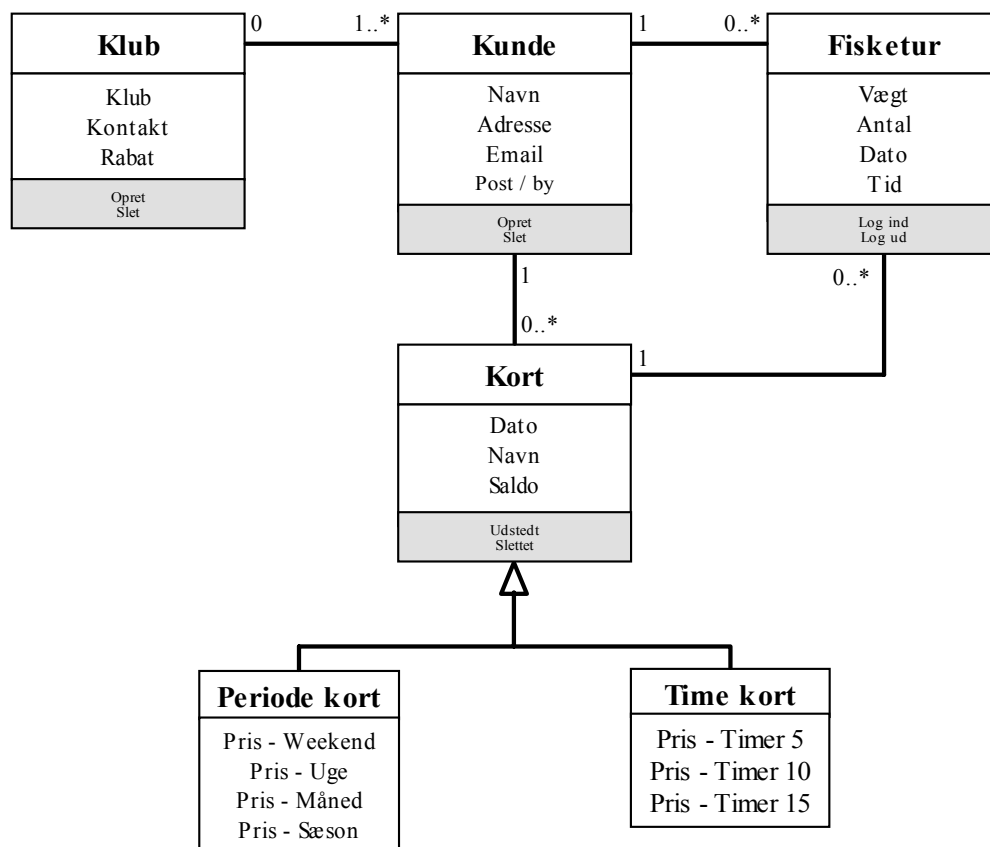 0
1..*
1
0..*
Klub
Klub
Kontakt
Rabat
Opret
Slet
Kunde
Navn
Adresse
Email
Post / by
Opret
Slet
Fisketur
Vægt
Antal
Dato
Tid
Log ind
Log ud
1
0..*
0..*
1
Kort
Dato
Navn
Saldo
Udstedt
Slettet
Periode kort
Pris - Weekend
Pris - Uge
Pris - Måned
Pris - Sæson
Time kort
Pris - Timer 5
Pris - Timer 10
Pris - Timer 15